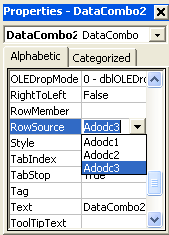 Properties - DataCombo2
DataCombo2 DataCombo
Alphabetic Categorized
OLEDropMode 0 - dblOLEDro
RightToLeft False
RowMember
RowSource Adodc3
Style Adodc1
TabIndex Adodc2
TabStop Adodc3
Tag
Text DataCombo2
ToolTipText